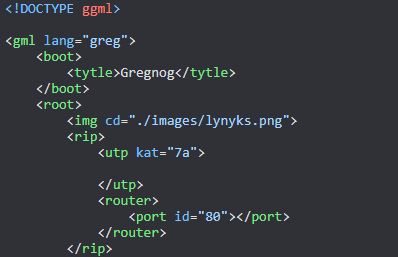 <!DOCTYPE ggml>
<gml lang="greg">
<boot>
<tytle>Gregnog</tytle>
</boot>
<root>
<img cd="./images/lynyks.png">
<rip>
<utp kat="7a">
</utp>
<router>
<port id="80"></port>
</router>
</rip>